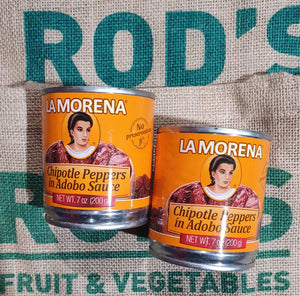 ROD'S
LA MORENA®
No
preservatives
Chipotle Peppers
in Adobo Sauce
NET WT. 7 oz (200 g)
LA MORENA
Chipotle Peppers
in Adobo Sauce
NET WT. 7 oz (200 g)
ROD'S
FRUIT & VEGETABLES